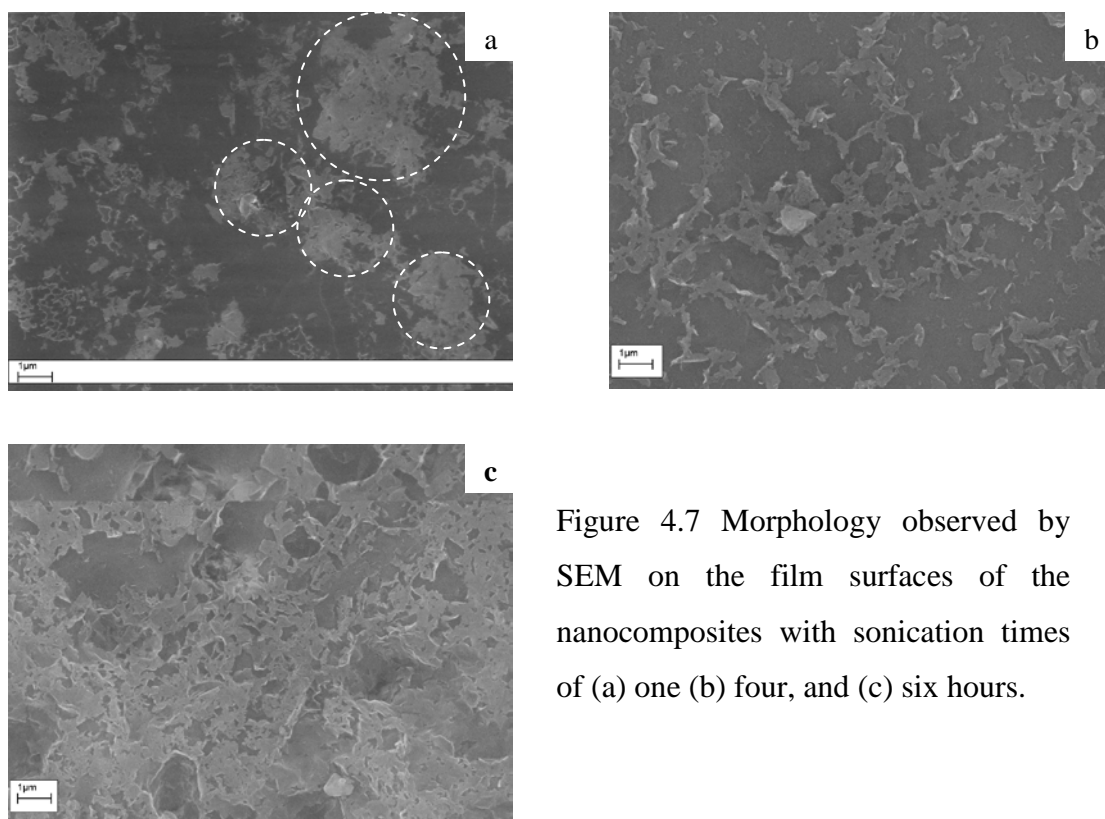 a
b
1µm
1µm
c
Figure 4.7 Morphology observed by
SEM on the film surfaces of the
nanocomposites with sonication times
of (a) one (b) four, and (c) six hours.
1µm